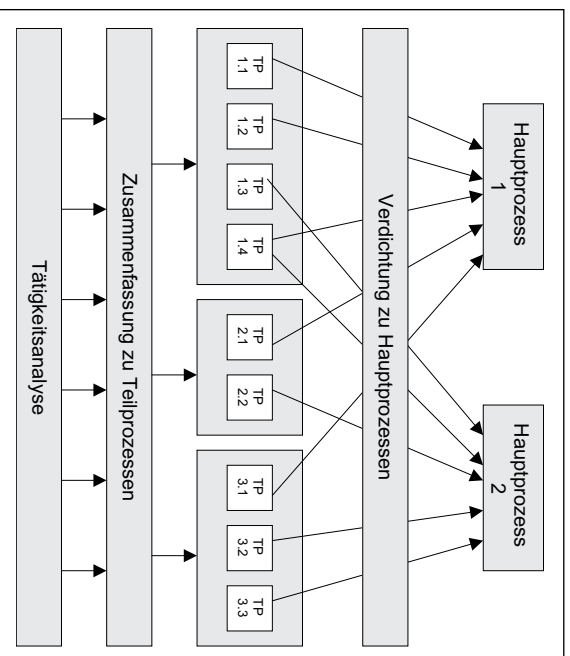 Hauptprozess
1
Hauptprozess
2
Verdichtung zu Hauptprozessen
TP
1.1
TP
1.2
TP
1.3
TP
1.4
TP
2.1
TP
2.2
TP
3.1
TP
3.2
TP
3.3
Zusammenfassung zu Teilprozessen
Tätigkeitsanalyse